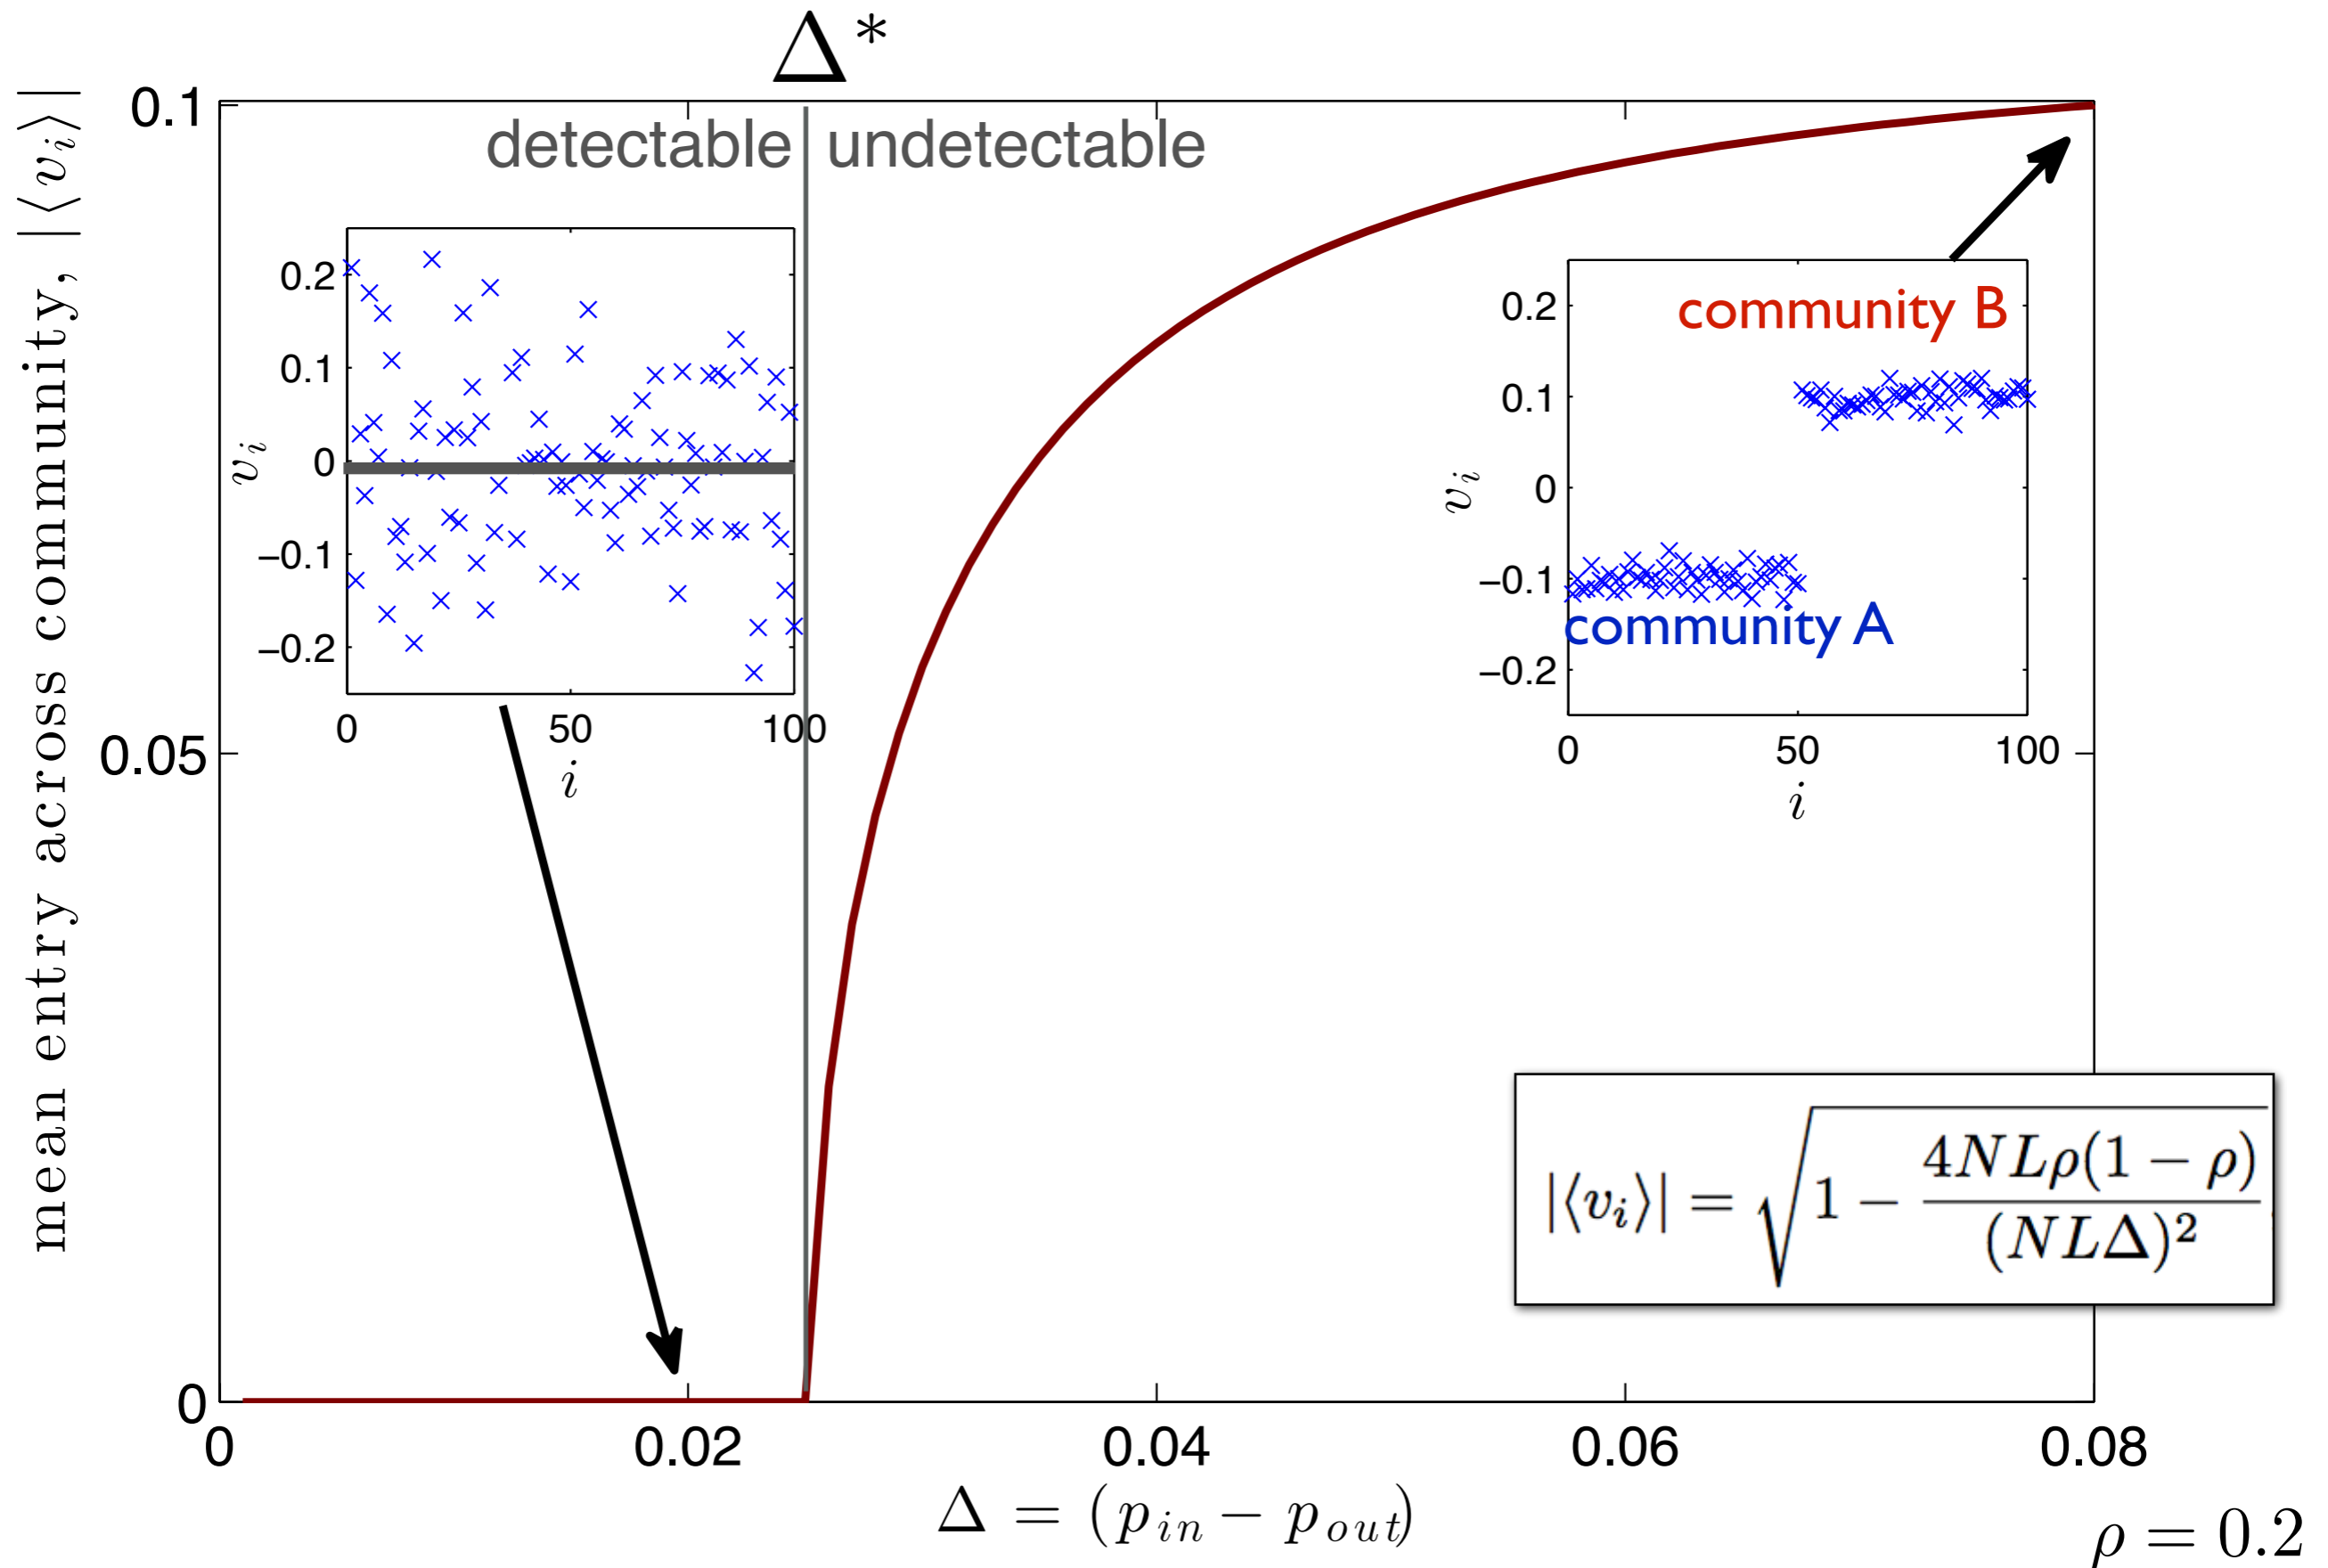 Δ*
mean entry across community, |⟨v_i⟩|
0.1
0.05
0
detectable
undetectable
0.2
0.1
0
−0.1
−0.2
v_i
0 50 100
i
0.2
0.1
0
−0.1
−0.2
v_i
community B
community A
0 50 100
i
|⟨v_i⟩| = √(1 − 4NLρ(1 − ρ) / (NLΔ)²)
0 0.02 0.04 0.06 0.08
Δ = (p_in − p_out)
ρ = 0.2